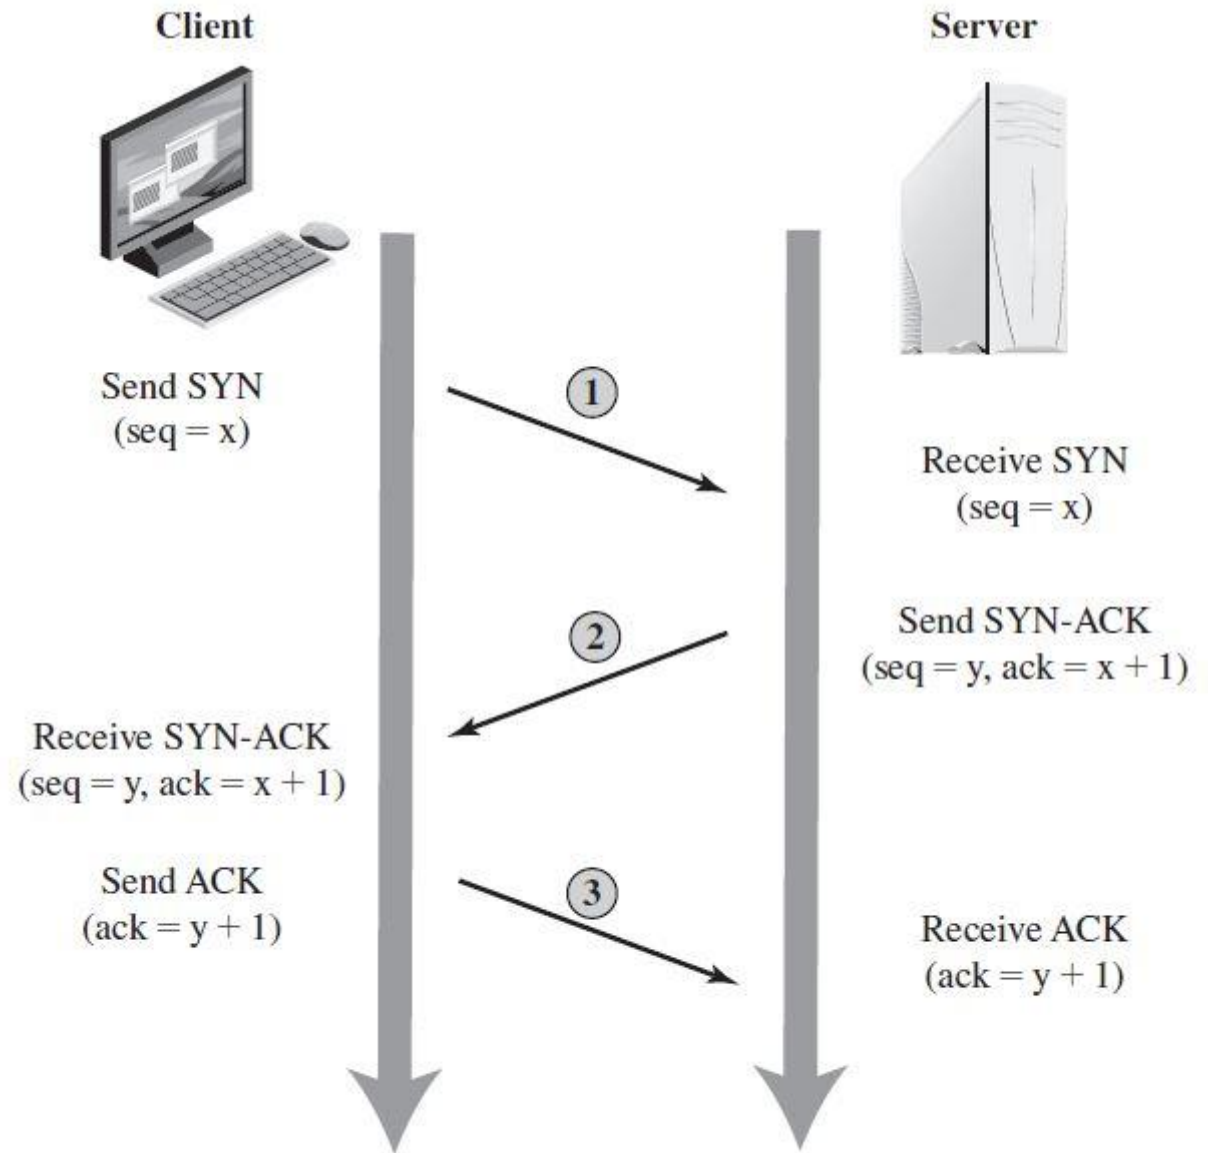 Client
Server
Send SYN
(seq = x)
1
Receive SYN
(seq = x)
Send SYN-ACK
(seq = y, ack = x + 1)
2
Receive SYN-ACK
(seq = y, ack = x + 1)
Send ACK
(ack = y + 1)
3
Receive ACK
(ack = y + 1)